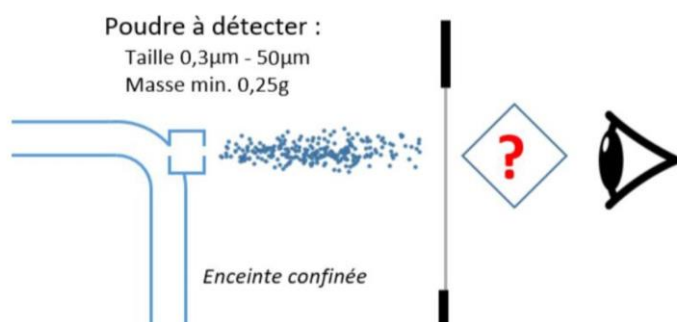 Poudre à détecter :
Taille 0,3µm - 50µm
Masse min. 0,25g
?
Enceinte confinée